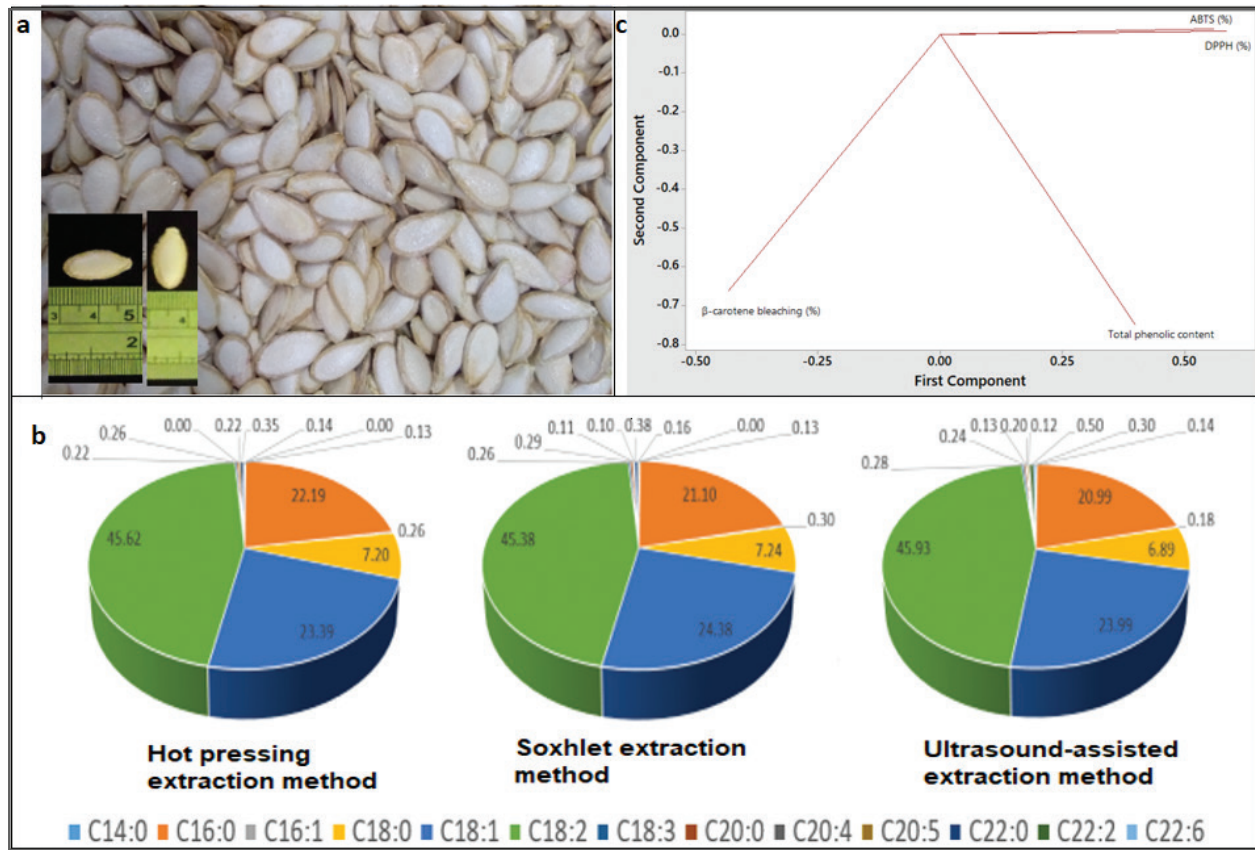 a
3 4 5
2
4
c
0.0
-0.1
-0.2
-0.3
-0.4
-0.5
-0.6
-0.7
-0.8
Second Component
ABTS (%)
DPPH (%)
β-carotene bleaching (%)
Total phenolic content
-0.50 -0.25 0.00 0.25 0.50
First Component
b
0.22 0.26 0.00 0.22 0.35 0.14 0.00 0.13
22.19
0.26
7.20
23.39
45.62
Hot pressing
extraction method
0.26 0.29 0.11 0.10 0.38 0.16 0.00 0.13
21.10
0.30
7.24
24.38
45.38
Soxhlet extraction
method
0.28 0.24 0.13 0.20 0.12 0.50 0.30 0.14
20.99
0.18
6.89
23.99
45.93
Ultrasound-assisted
extraction method
C14:0 C16:0 C16:1 C18:0 C18:1 C18:2 C18:3 C20:0 C20:4 C20:5 C22:0 C22:2 C22:6